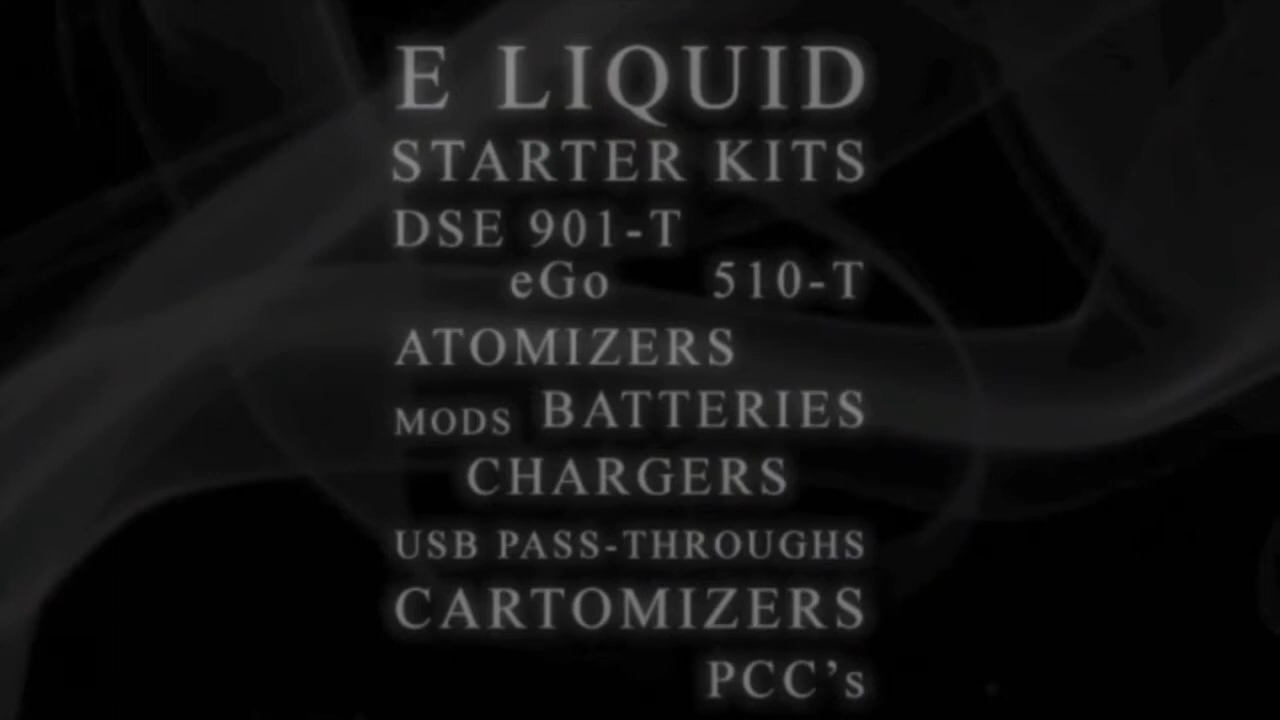 E LIQUID
STARTER KITS
DSE 901-T
eGo 510-T
ATOMIZERS
MODS BATTERIES
CHARGERS
USB PASS-THROUGHS
CARTOMIZERS
PCC's